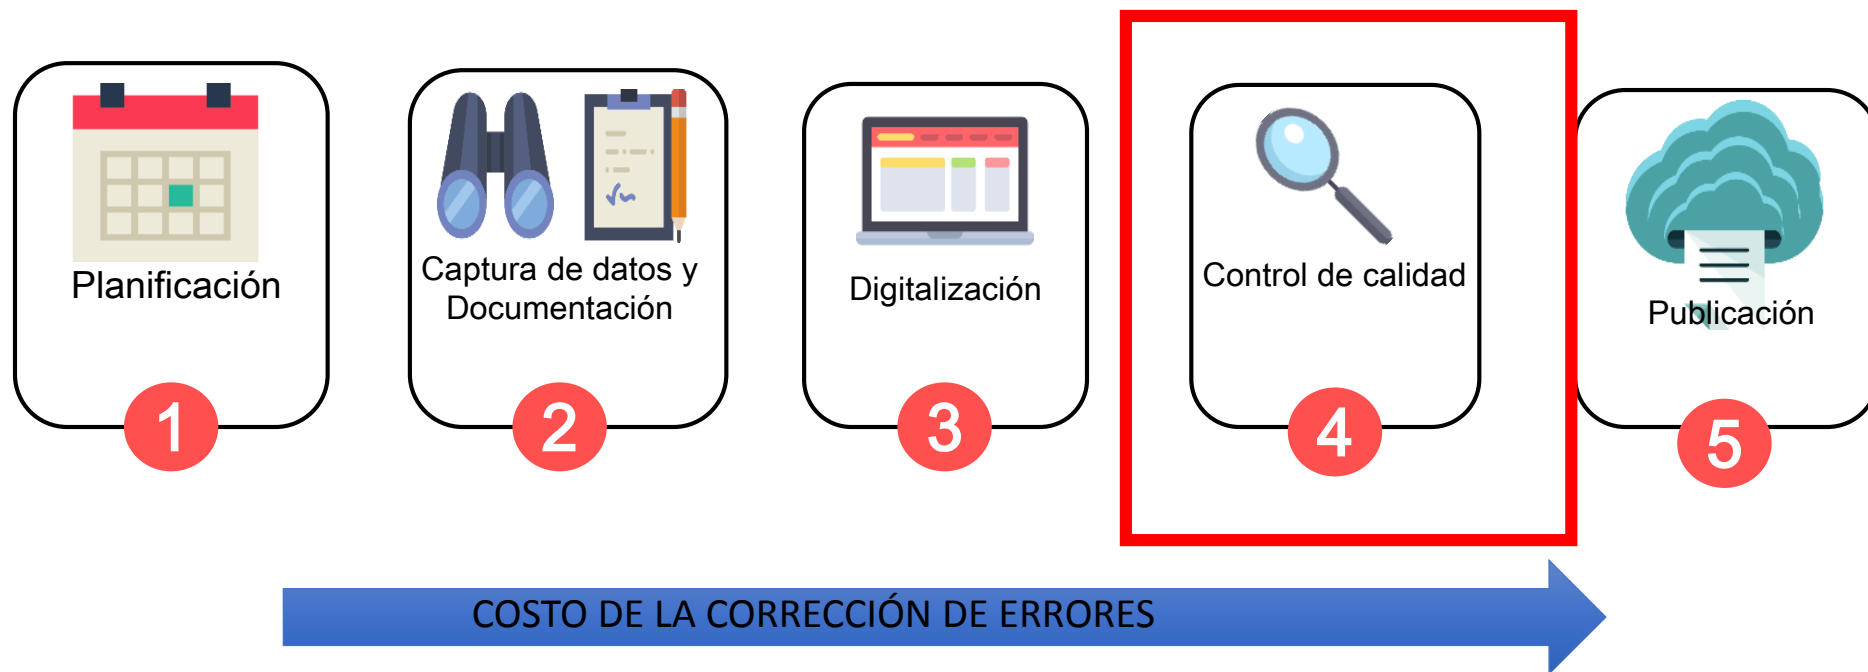 Planificación
1
Captura de datos y
Documentación
2
Digitalización
3
Control de calidad
4
Publicación
5
COSTO DE LA CORRECCIÓN DE ERRORES